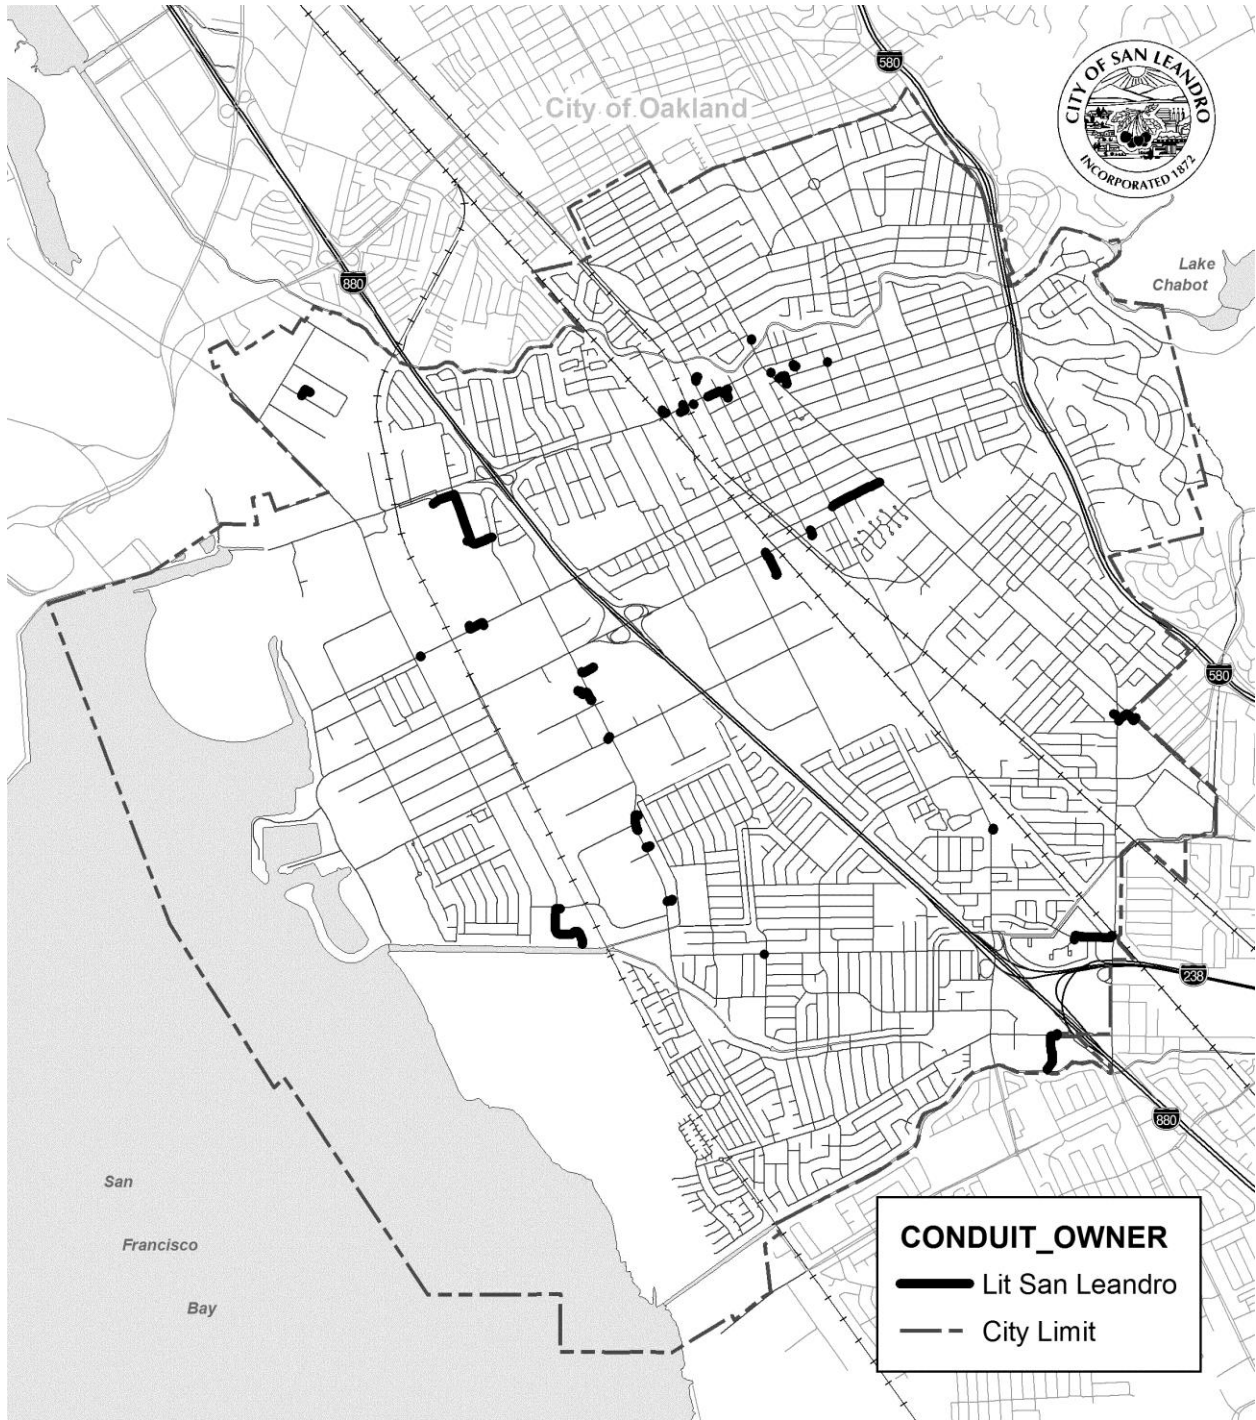 580
CITY OF SAN LEANDRO
INCORPORATED 1872
City of Oakland
Lake
Chabot
880
580
238
880
San
Francisco
Bay
CONDUIT_OWNER
Lit San Leandro
City Limit